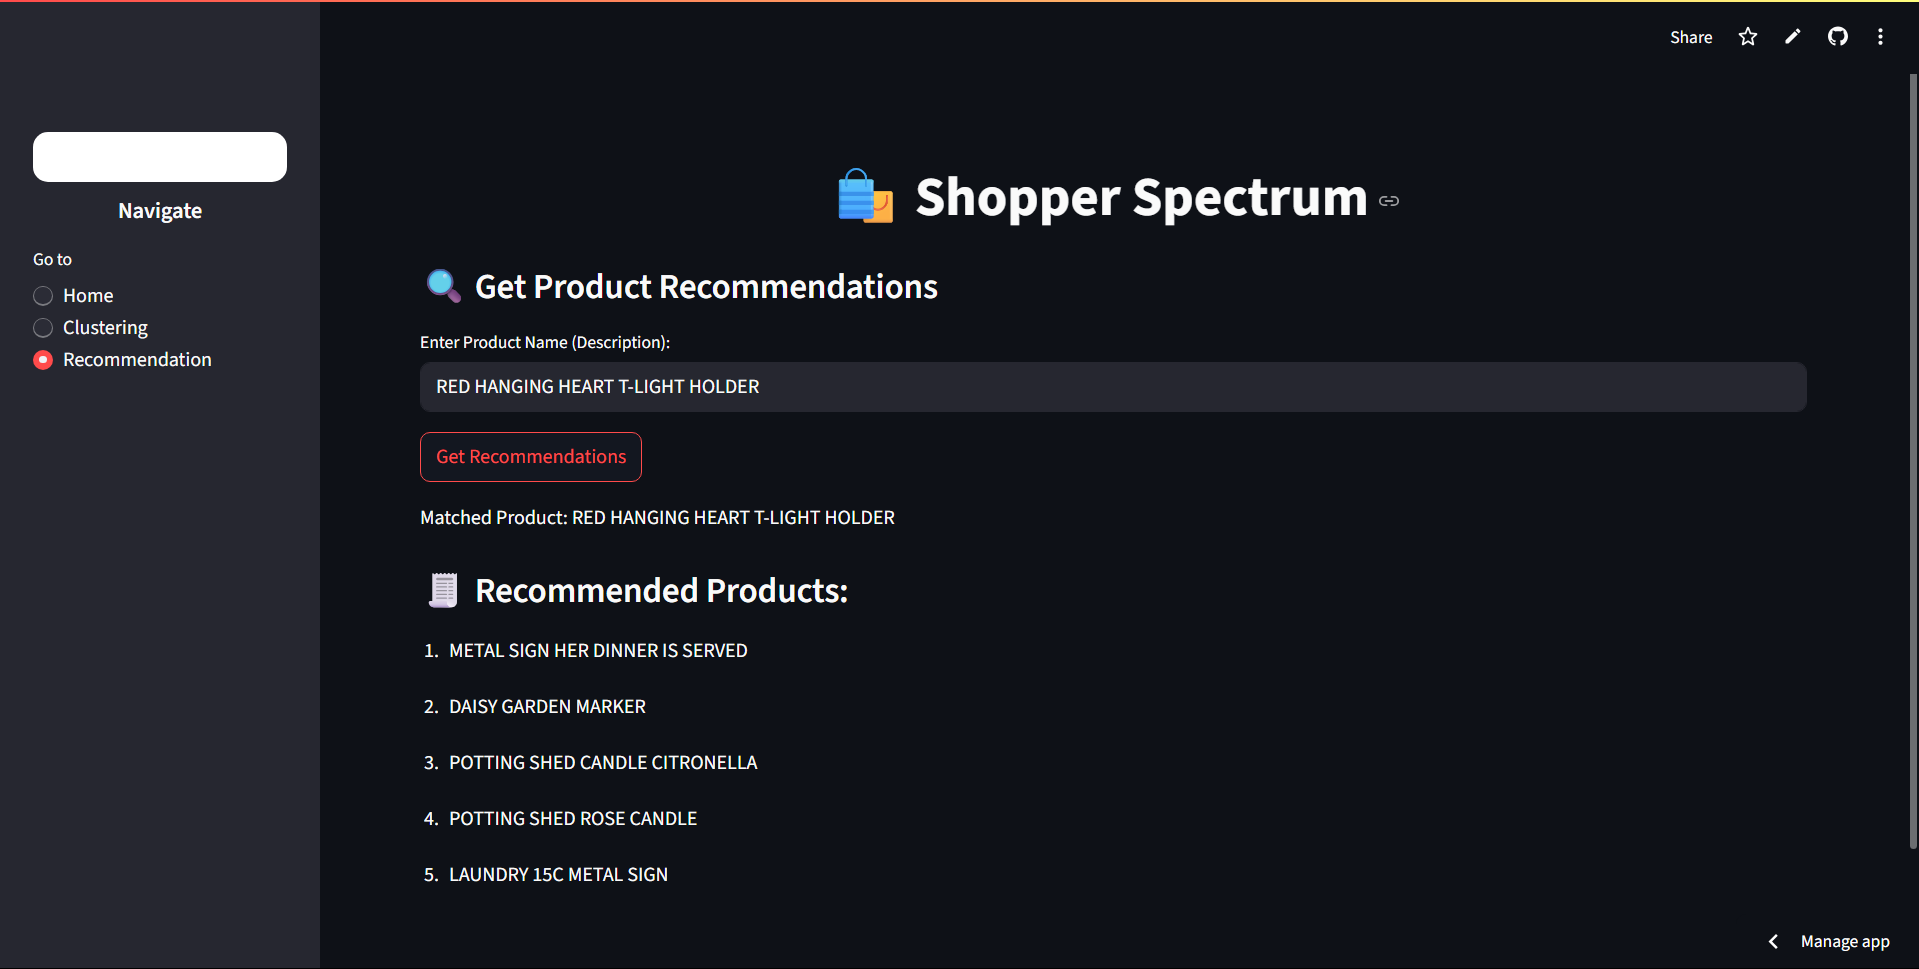 Share
Navigate
Go to
Home
Clustering
Recommendation
Shopper Spectrum
Get Product Recommendations
Enter Product Name (Description):
RED HANGING HEART T-LIGHT HOLDER
Get Recommendations
Matched Product: RED HANGING HEART T-LIGHT HOLDER
Recommended Products:
1. METAL SIGN HER DINNER IS SERVED
2. DAISY GARDEN MARKER
3. POTTING SHED CANDLE CITRONELLA
4. POTTING SHED ROSE CANDLE
5. LAUNDRY 15C METAL SIGN
Manage app